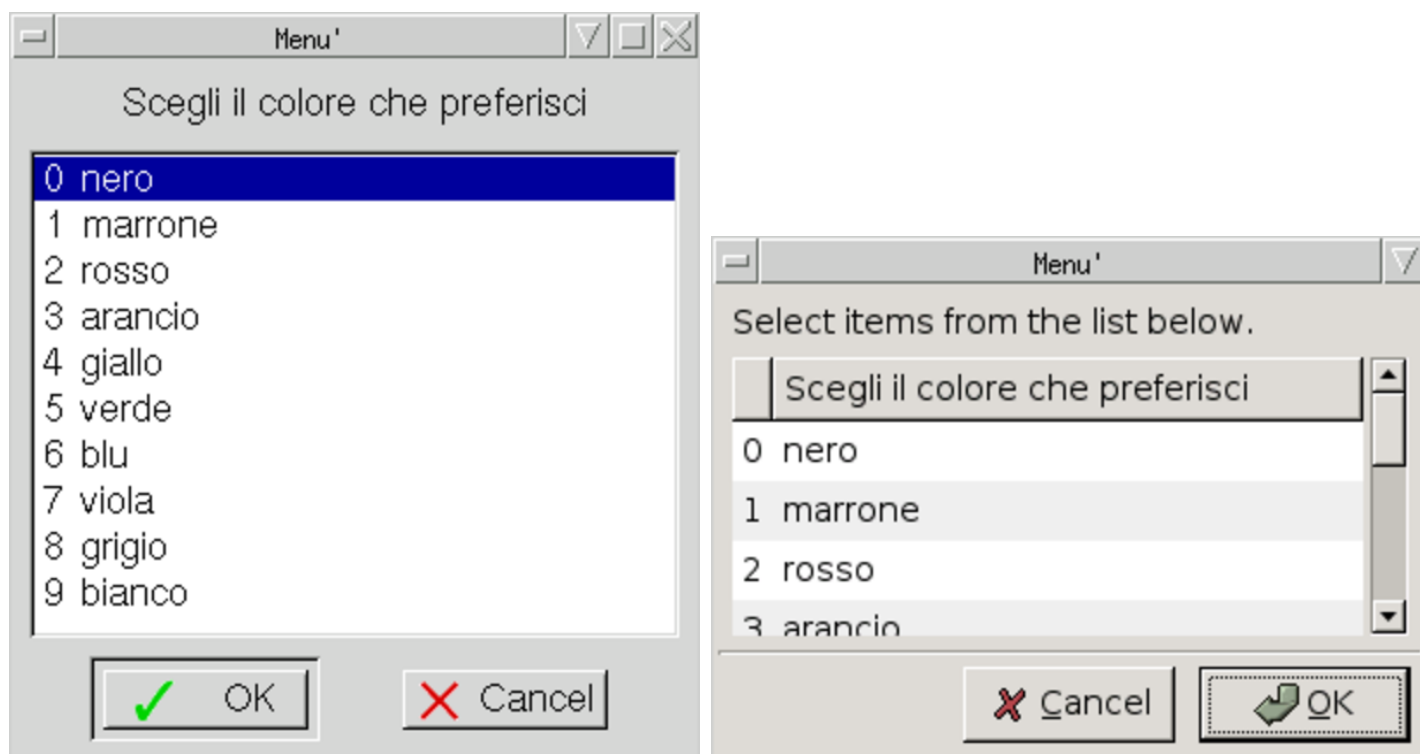 Menu'
Scegli il colore che preferisci
0 nero
1 marrone
2 rosso
3 arancio
4 giallo
5 verde
6 blu
7 viola
8 grigio
9 bianco
OK
Cancel
Menu'
Select items from the list below.
Scegli il colore che preferisci
0 nero
1 marrone
2 rosso
3 arancio
Cancel
OK